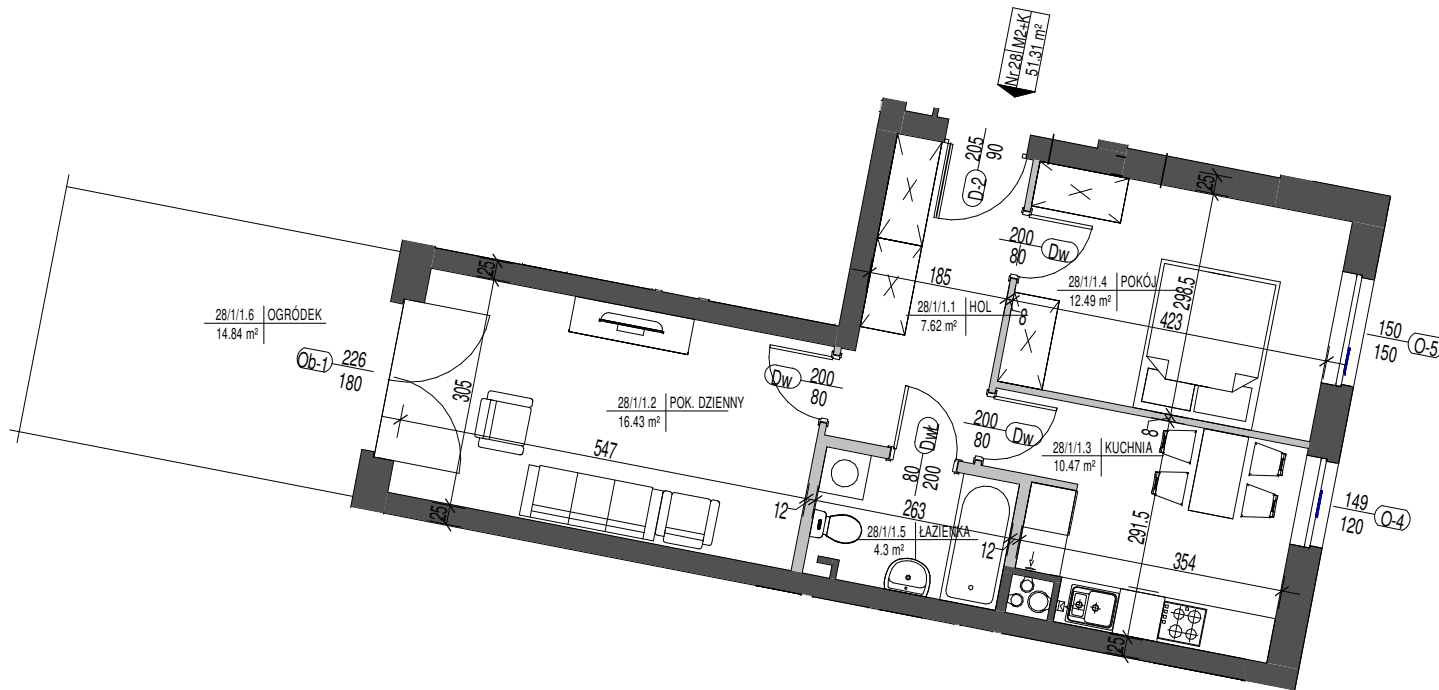 Nr 28 M2+K
51.31 m²
205
90
D-2
25
200
80
Dw
28/1/1.4 POKÓJ
12.49 m²
298.5
423
185
28/1/1.1 HOL
7.62 m²
8
150
150
O-5
25
28/1/1.6 OGRÓDEK
14.84 m²
Ob-1
226
180
305
Dw
200
80
28/1/1.2 POK. DZIENNY
16.43 m²
547
Dwł
80
200
200
80
Dw
28/1/1.3 KUCHNIA
10.47 m²
8
149
120
O-4
291.5
12
263
28/1/1.5 ŁAZIENKA
4.3 m²
12
354
25
25